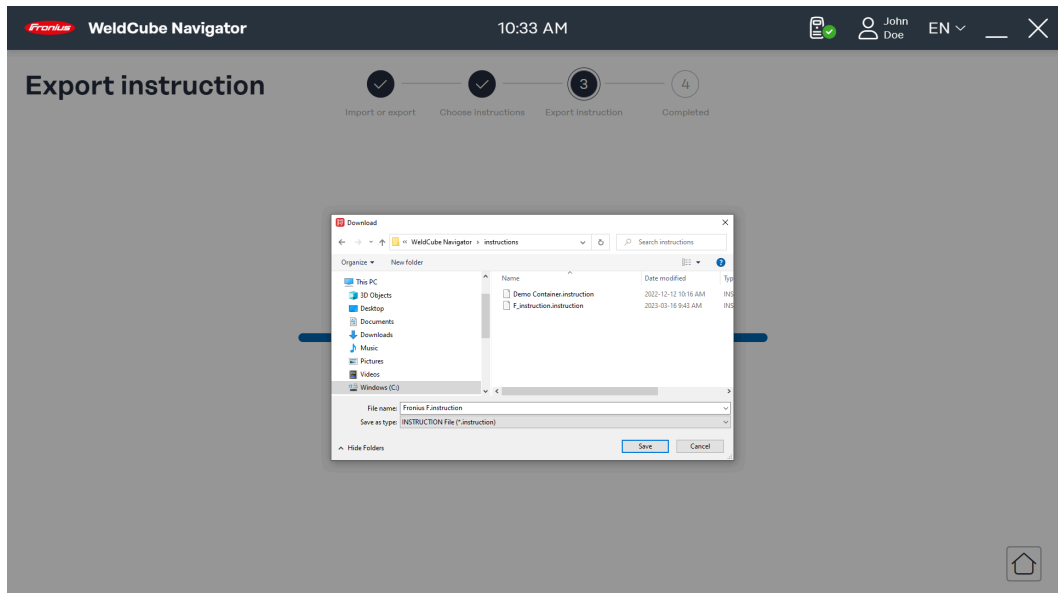 Fronius WeldCube Navigator 10:33 AM John Doe EN
Export instruction
3 4
Import or export Choose instructions Export instruction Completed
Download
« WeldCube Navigator › instructions Search instructions
Organize New folder
Name Date modified Typ
This PC
3D Objects
Demo Container.instruction 2022-12-12 10:16 AM INS
Desktop
F_instruction.instruction 2023-03-16 9:43 AM INS
Documents
Downloads
Music
Pictures
Videos
Windows (C:)
File name: Fronius F.instruction
Save as type: INSTRUCTION File (*.instruction)
Hide Folders Save Cancel